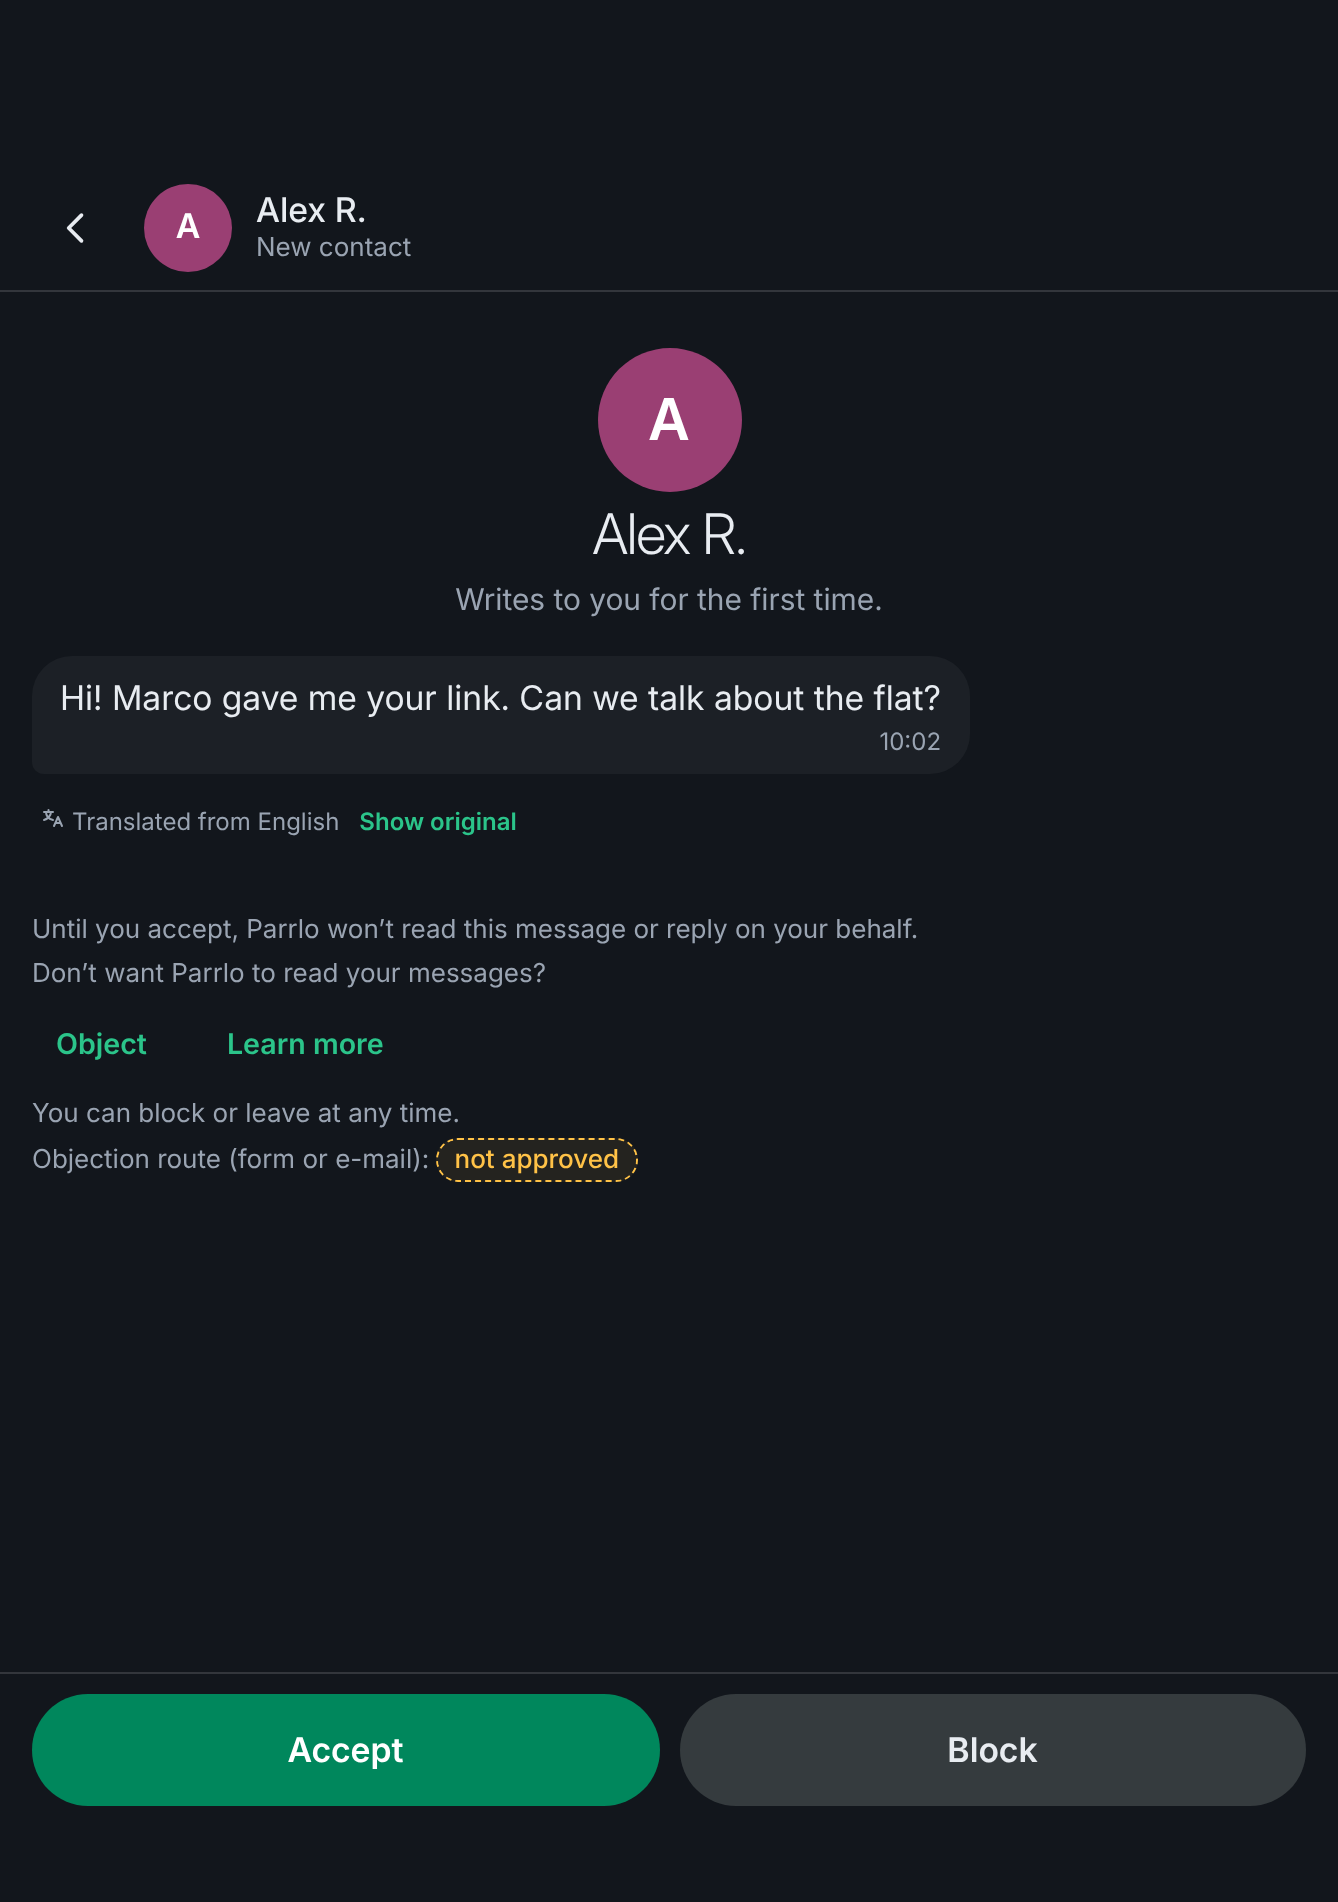 A
Alex R.
New contact
A
Alex R.
Writes to you for the first time.
Hi! Marco gave me your link. Can we talk about the flat?
10:02
Translated from English Show original
Until you accept, Parrlo won’t read this message or reply on your behalf.
Don’t want Parrlo to read your messages?
Object Learn more
You can block or leave at any time.
Objection route (form or e-mail): not approved
Accept Block